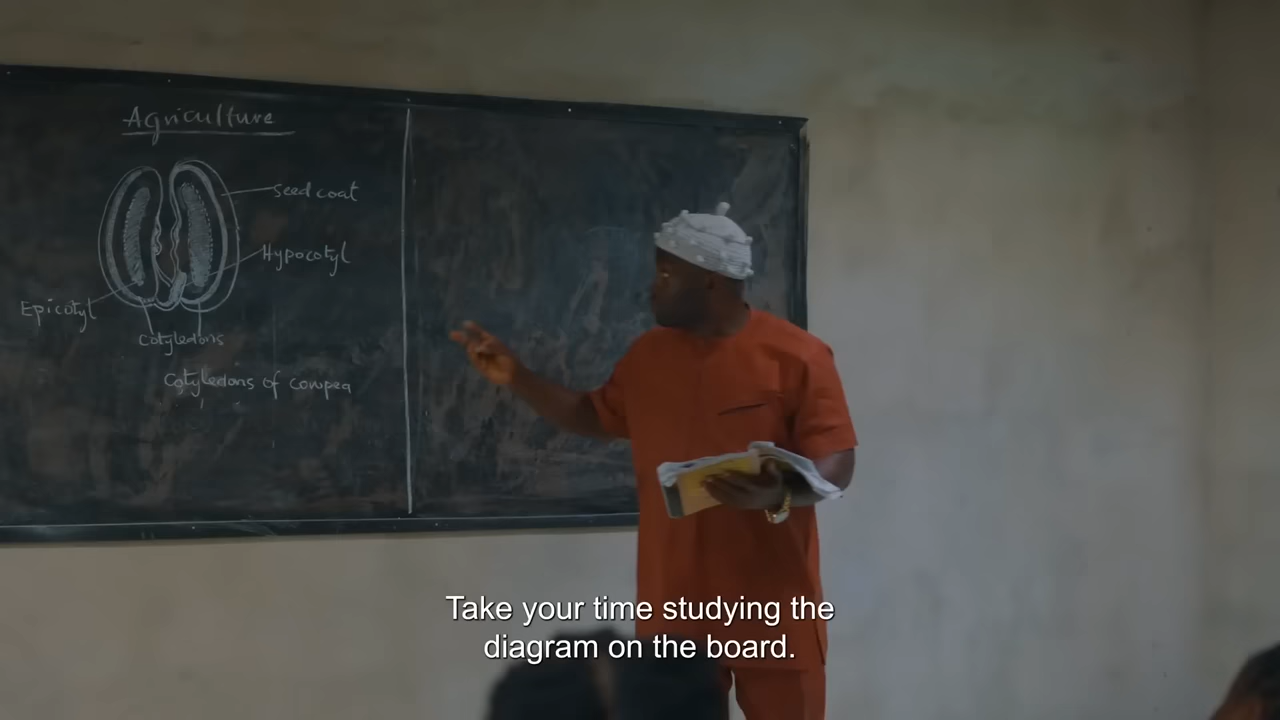 Agriculture
Seed coat
Hypocotyl
Epicotyl
Cotyledons
Cotyledons of cowpea
Take your time studying the
diagram on the board.